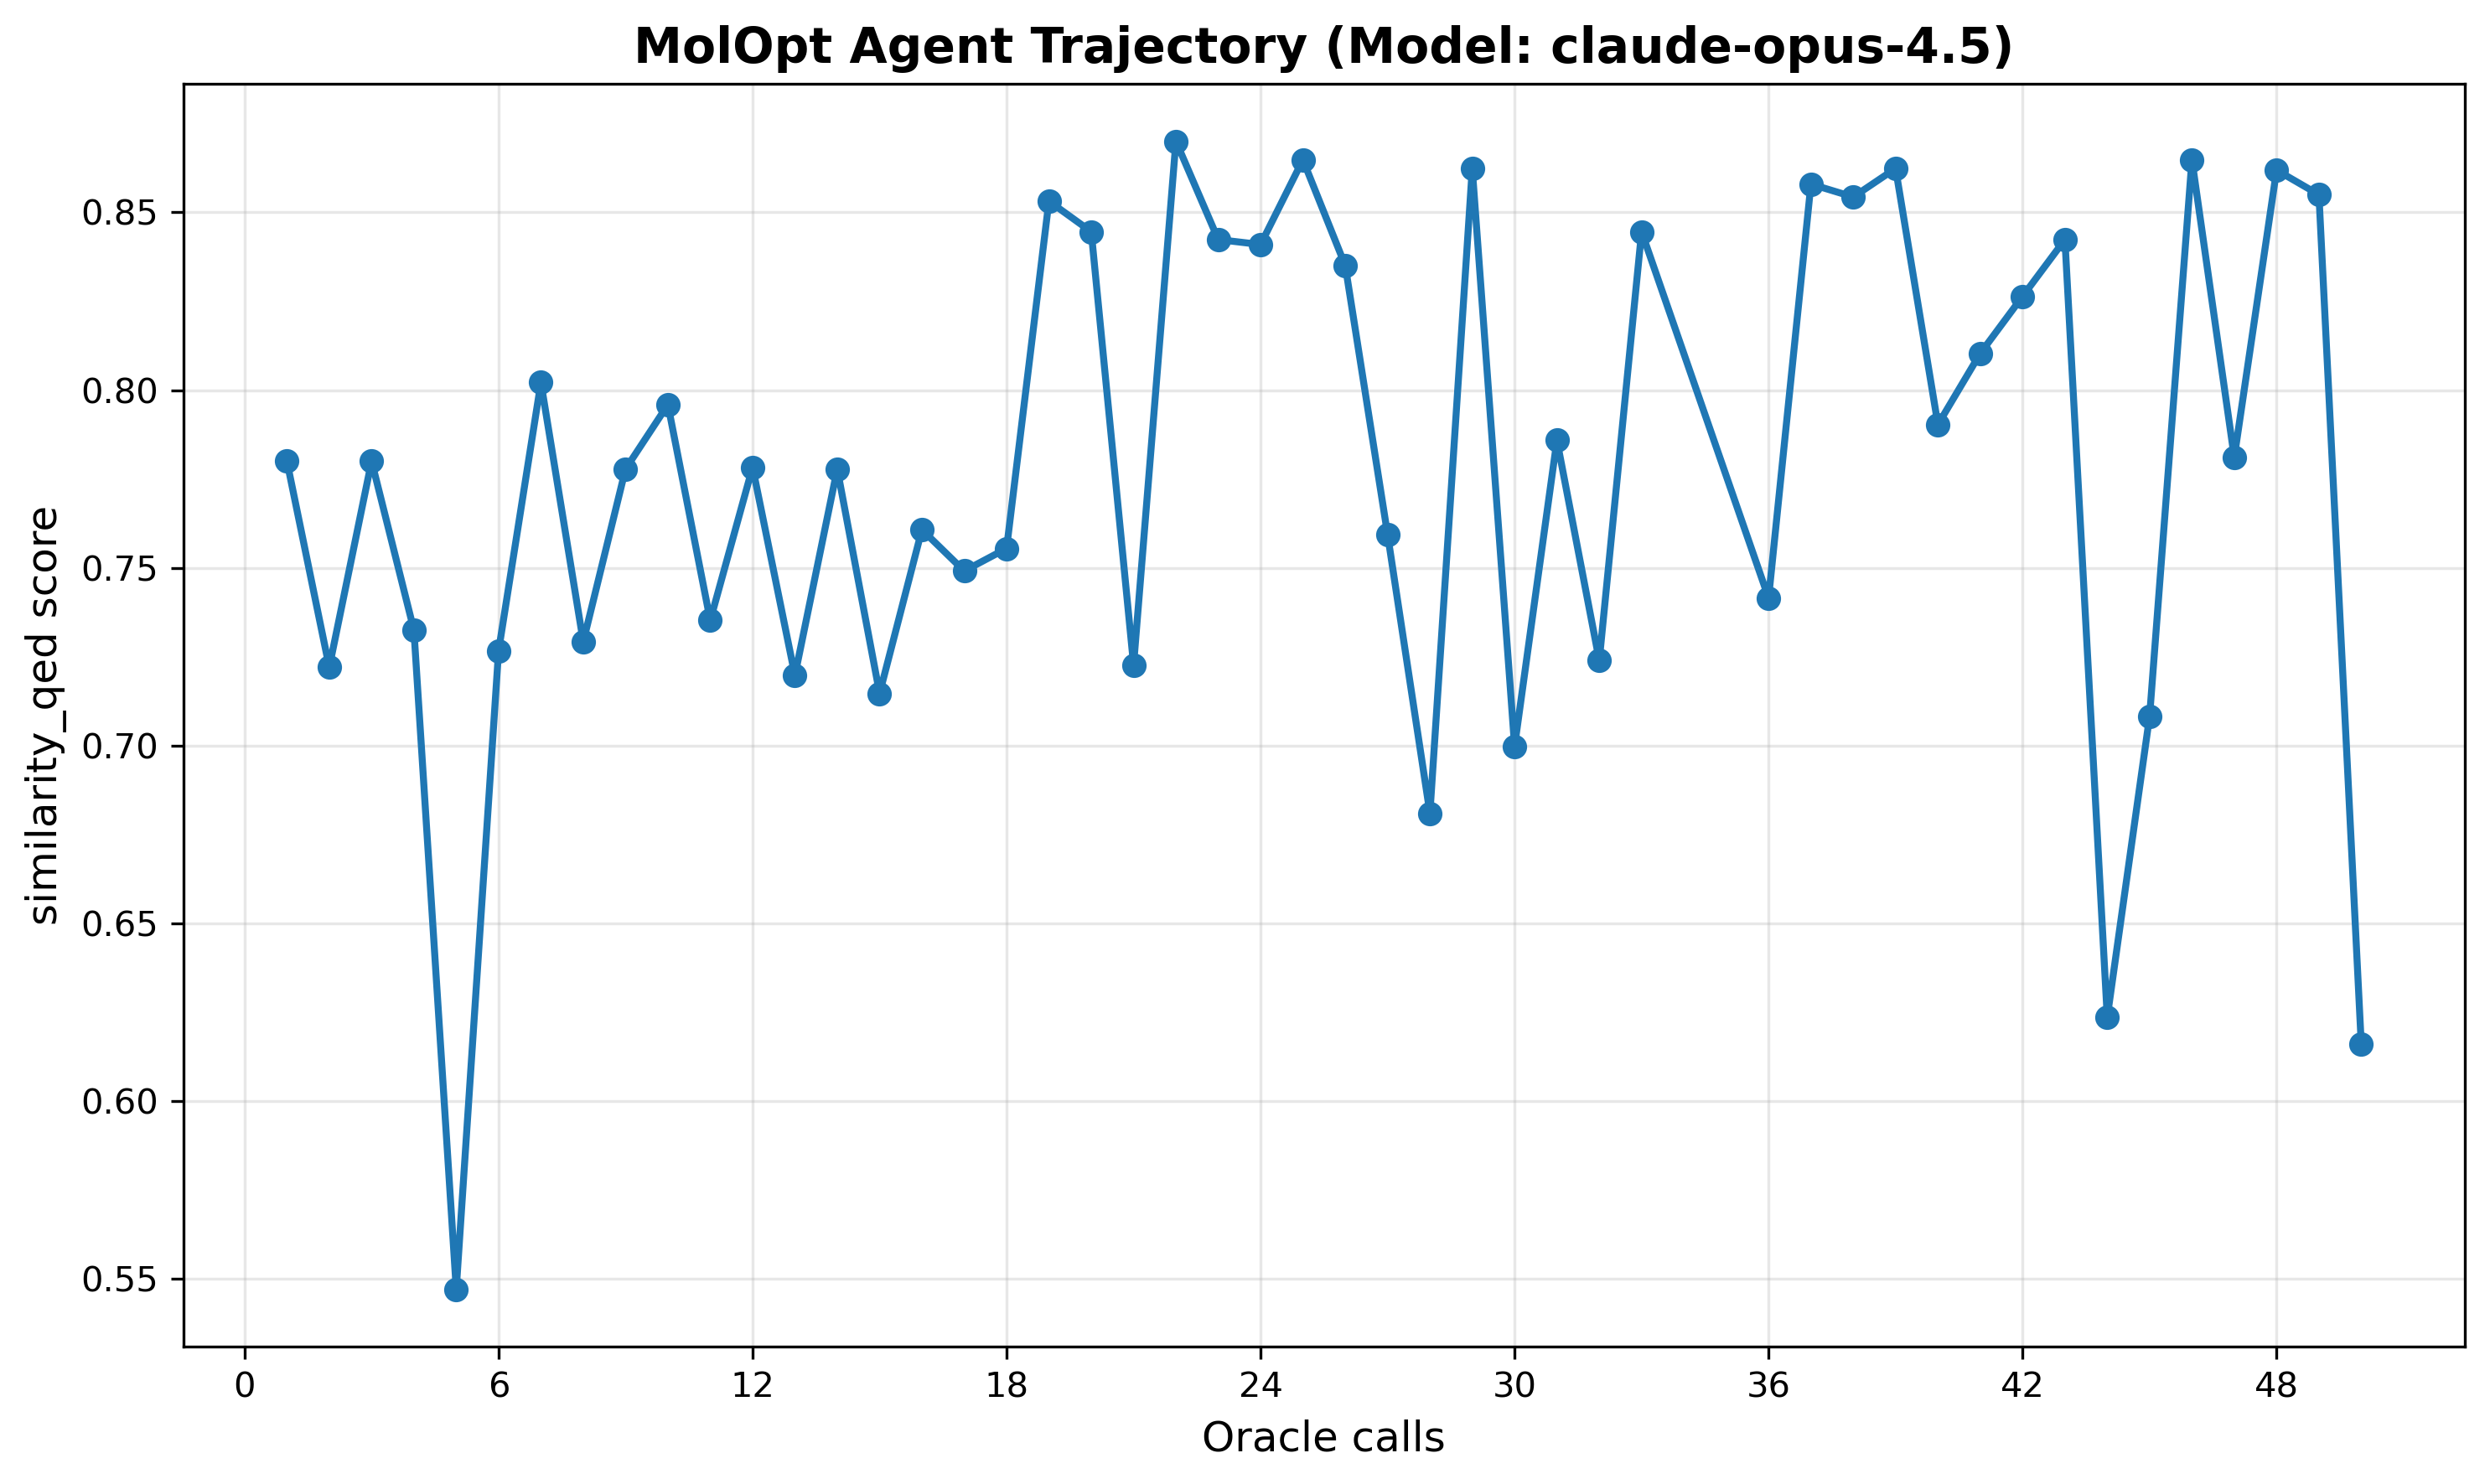 MolOpt Agent Trajectory (Model: claude-opus-4.5)
similarity_qed score
0.85
0.80
0.75
0.70
0.65
0.60
0.55
0 6 12 18 24 30 36 42 48
Oracle calls